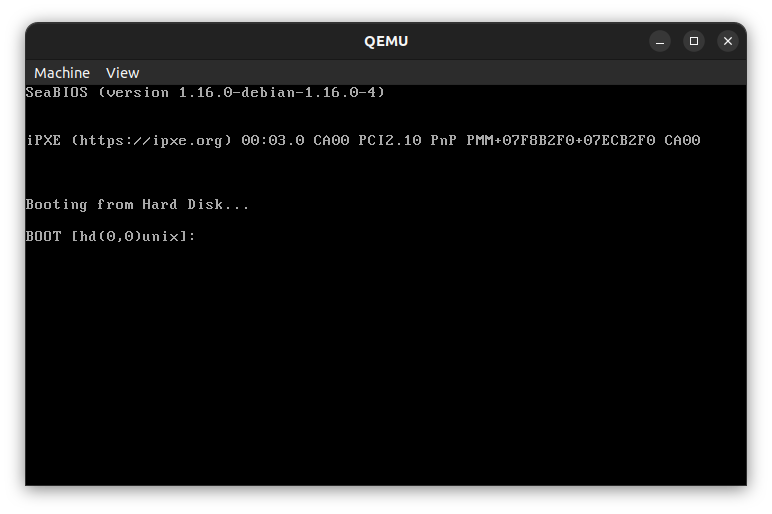 QEMU
Machine View
SeaBIOS (version 1.16.0-debian-1.16.0-4)
iPXE (https://ipxe.org) 00:03.0 CA00 PCI2.10 PnP PMM+07F8B2F0+07ECB2F0 CA00
Booting from Hard Disk...
BOOT [hd(0,0)unix]: